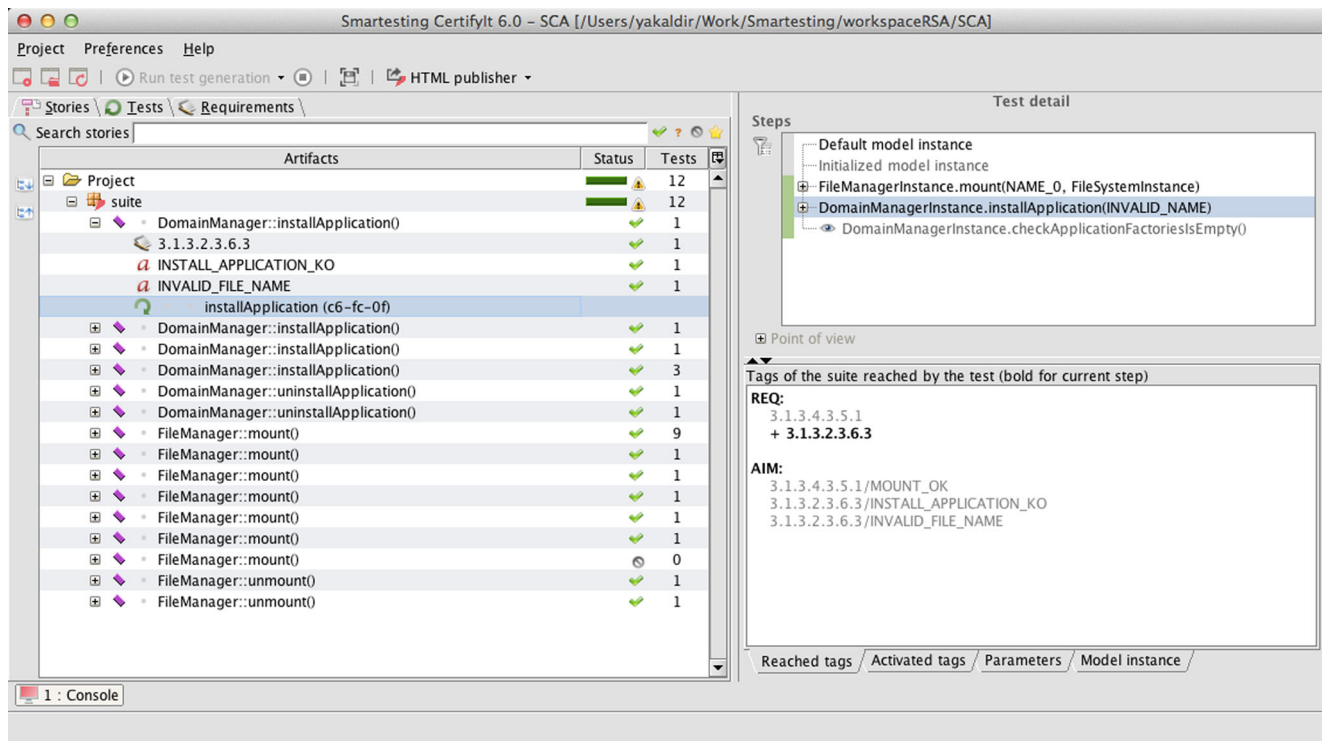 Smartesting CertifyIt 6.0 – SCA [/Users/yakaldir/Work/Smartesting/workspaceRSA/SCA]
Project Preferences Help
Run test generation HTML publisher
Stories Tests Requirements
Search stories
Artifacts Status Tests
Project 12
suite 12
DomainManager::installApplication() 1
3.1.3.2.3.6.3 1
INSTALL_APPLICATION_KO 1
INVALID_FILE_NAME 1
installApplication (c6-fc-0f)
DomainManager::installApplication() 1
DomainManager::installApplication() 1
DomainManager::installApplication() 3
DomainManager::uninstallApplication() 1
DomainManager::uninstallApplication() 1
FileManager::mount() 9
FileManager::mount() 1
FileManager::mount() 1
FileManager::mount() 1
FileManager::mount() 1
FileManager::mount() 1
FileManager::mount() 0
FileManager::unmount() 1
FileManager::unmount() 1
Test detail
Steps
Default model instance
Initialized model instance
FileManagerInstance.mount(NAME_0, FileSystemInstance)
DomainManagerInstance.installApplication(INVALID_NAME)
DomainManagerInstance.checkApplicationFactoriesIsEmpty()
Point of view
Tags of the suite reached by the test (bold for current step)
REQ:
3.1.3.4.3.5.1
+ 3.1.3.2.3.6.3
AIM:
3.1.3.4.3.5.1/MOUNT_OK
3.1.3.2.3.6.3/INSTALL_APPLICATION_KO
3.1.3.2.3.6.3/INVALID_FILE_NAME
Reached tags Activated tags Parameters Model instance
1 : Console